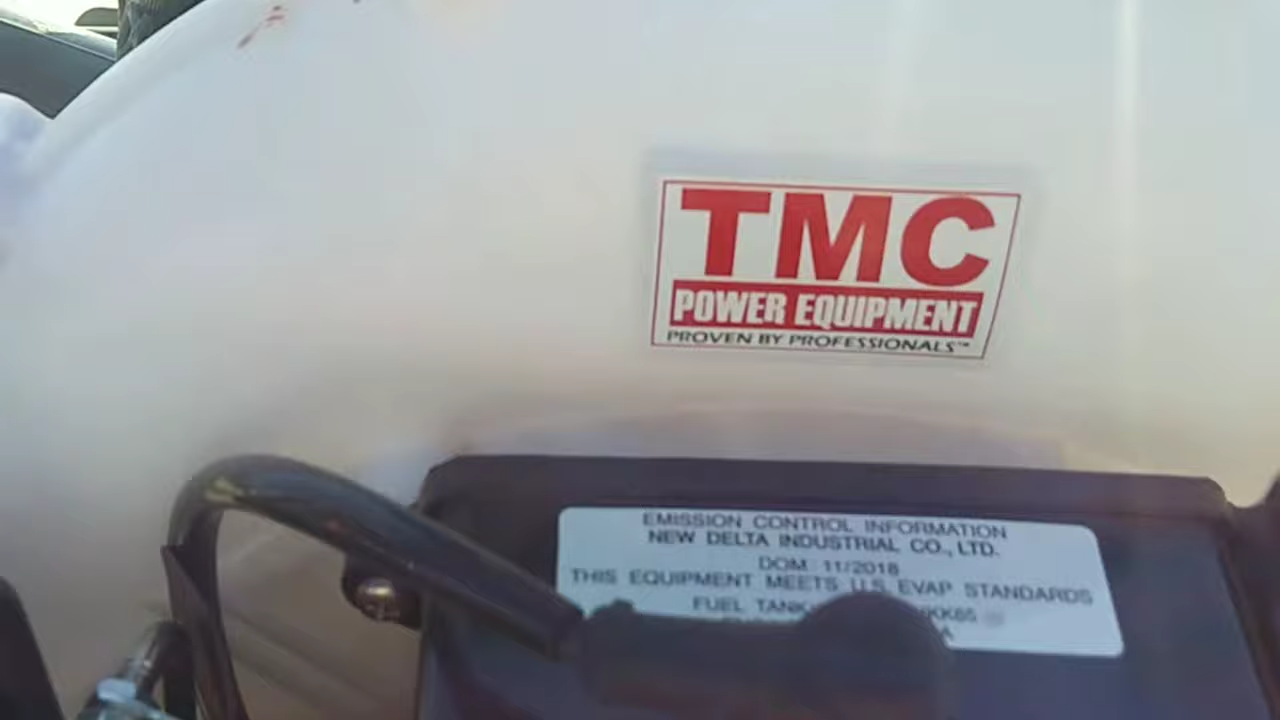 TMC
POWER EQUIPMENT
PROVEN BY PROFESSIONALS™
EMISSION CONTROL INFORMATION
NEW DELTA INDUSTRIAL CO., LTD.
DOM 11/2018
THIS EQUIPMENT MEETS U.S. EVAP STANDARDS
FUEL TANK